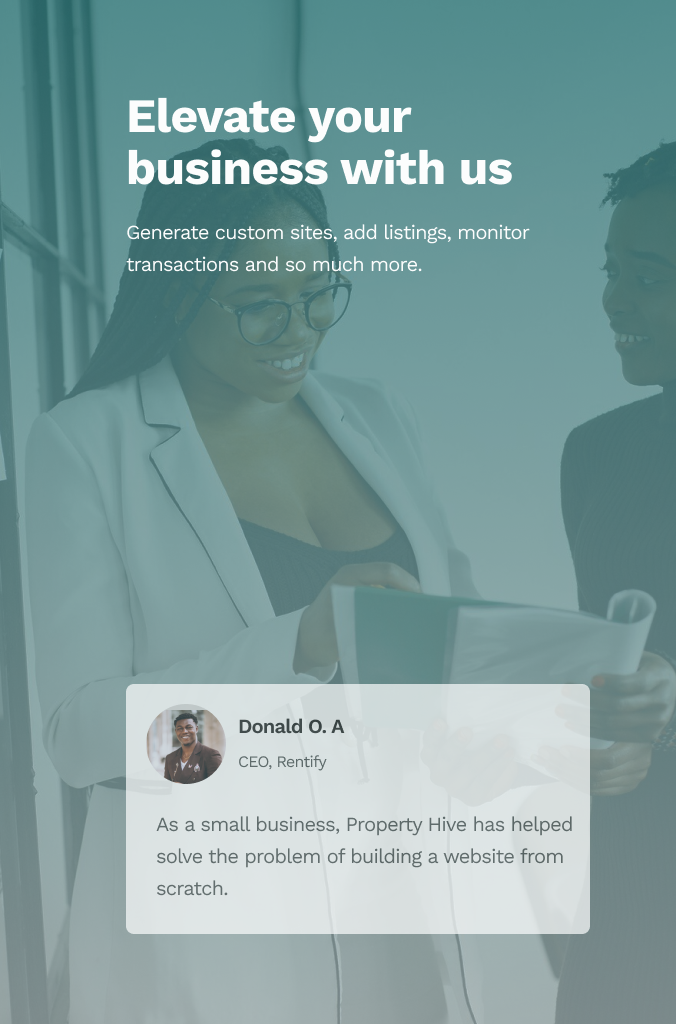 Elevate your
business with us
Generate custom sites, add listings, monitor
transactions and so much more.
Donald O. A
CEO, Rentify
As a small business, Property Hive has helped
solve the problem of building a website from
scratch.